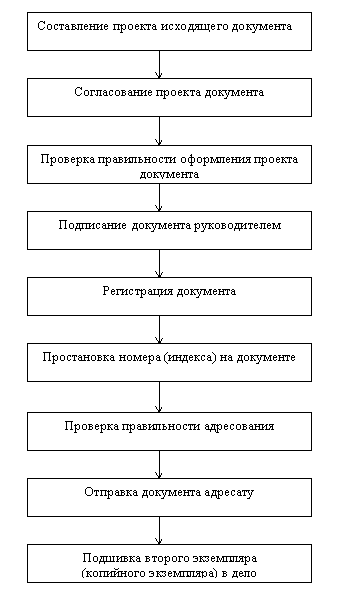 Составление проекта исходящего документа
Согласование проекта документа
Проверка правильности оформления проекта
документа
Подписание документа руководителем
Регистрация документа
Простановка номера (индекса) на документе
Проверка правильности адресования
Отправка документа адресату
Подшивка второго экземпляра
(копийного экземпляра) в дело